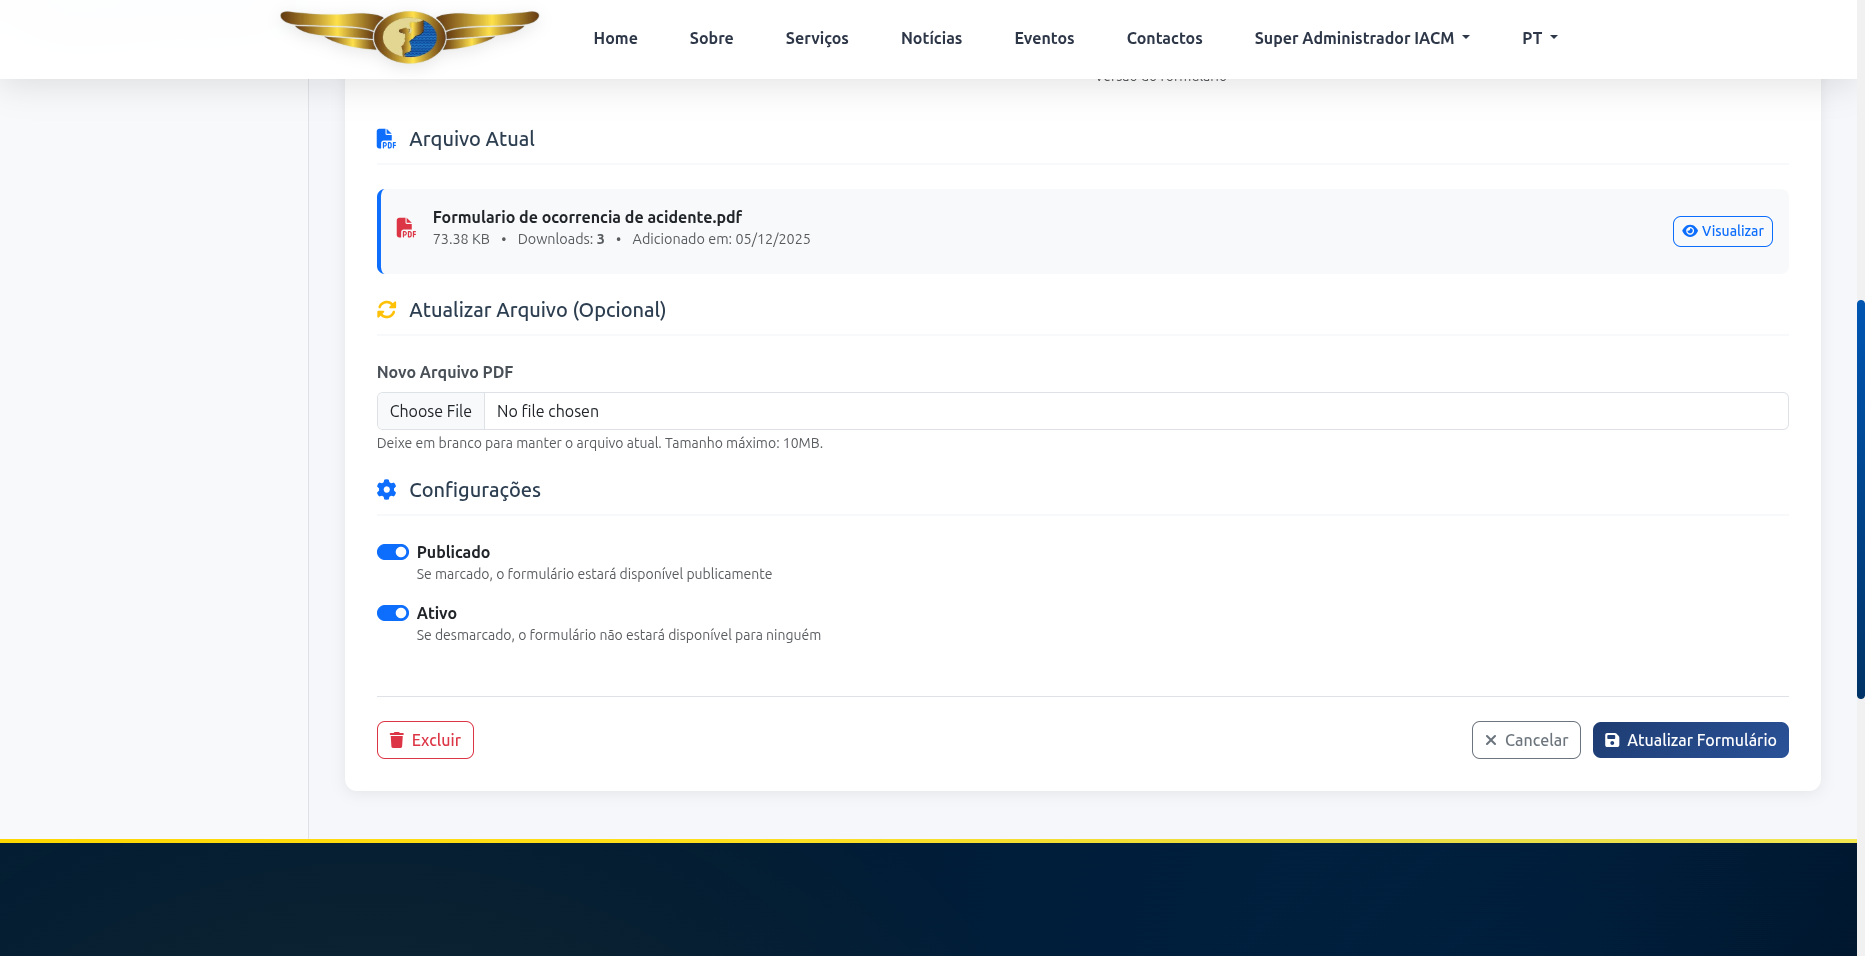 Home Sobre Serviços Notícias Eventos Contactos Super Administrador IACM PT
Versão do formulário
Arquivo Atual
Formulario de ocorrencia de acidente.pdf
73.38 KB • Downloads: 3 • Adicionado em: 05/12/2025
Visualizar
Atualizar Arquivo (Opcional)
Novo Arquivo PDF
Choose File No file chosen
Deixe em branco para manter o arquivo atual. Tamanho máximo: 10MB.
Configurações
Publicado
Se marcado, o formulário estará disponível publicamente
Ativo
Se desmarcado, o formulário não estará disponível para ninguém
Excluir
Cancelar
Atualizar Formulário